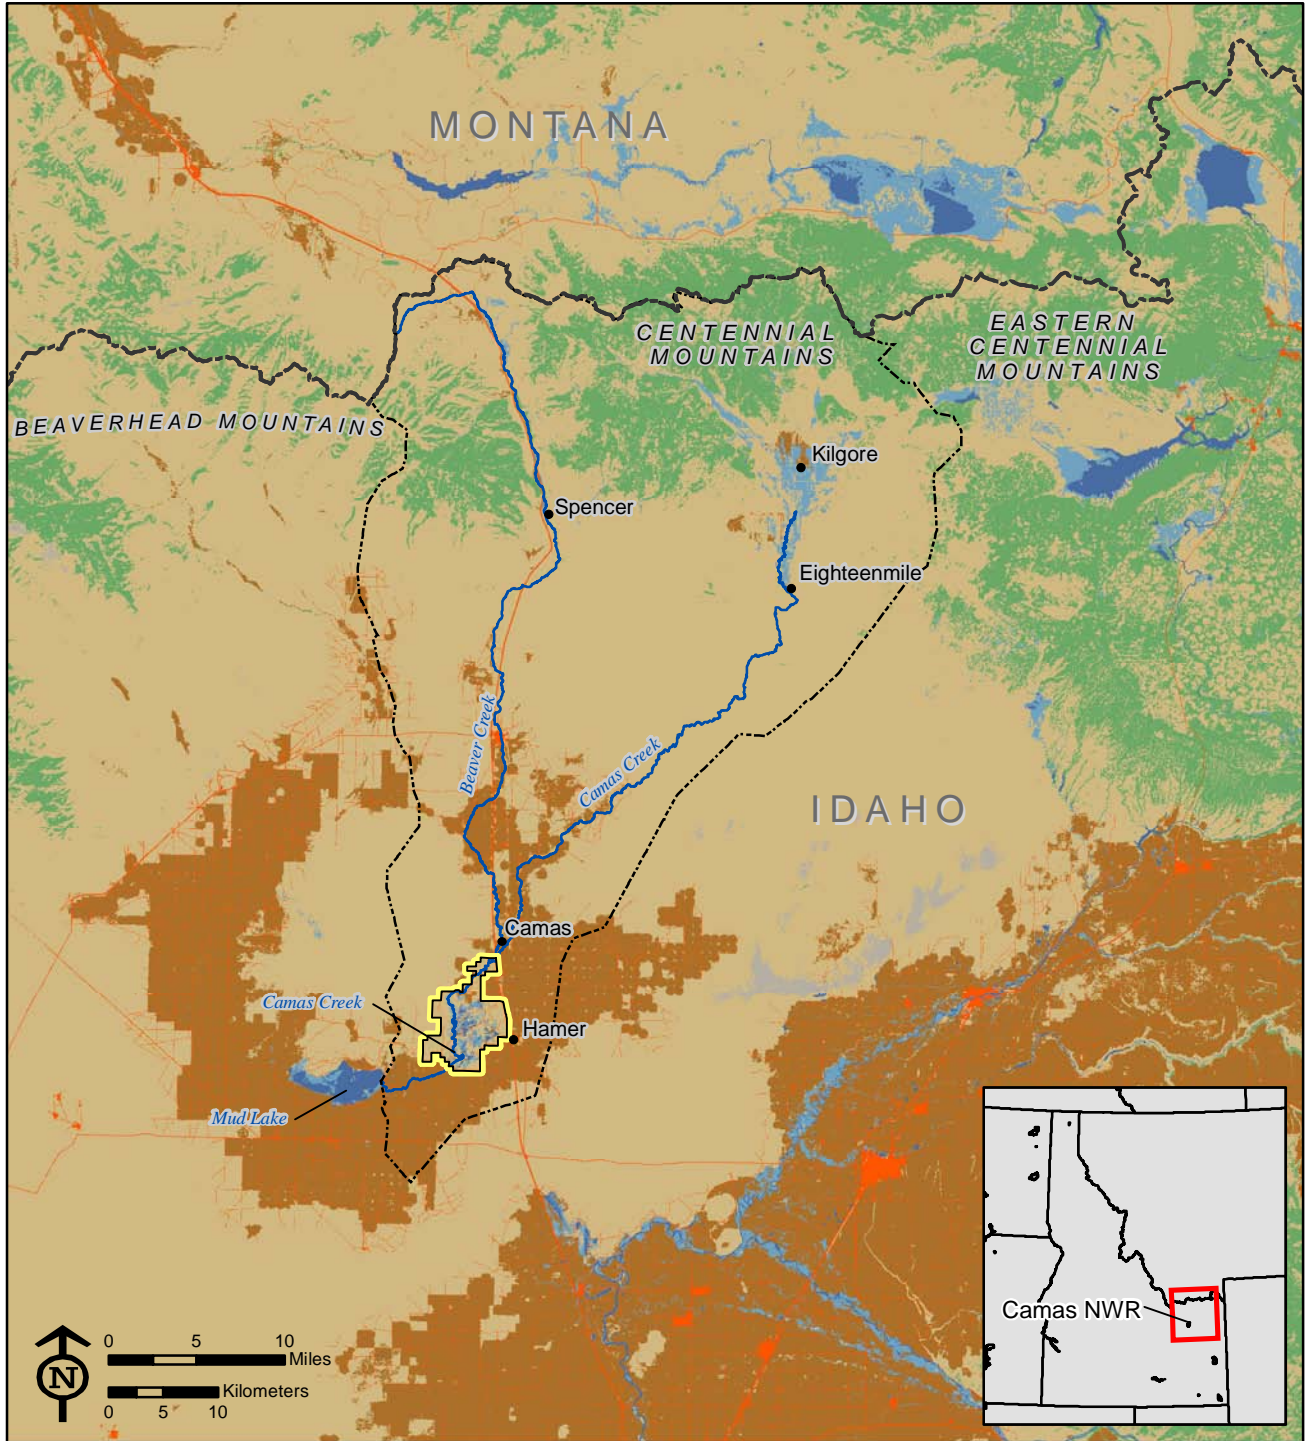 MONTANA
CENTENNIAL
MOUNTAINS
EASTERN
CENTENNIAL
MOUNTAINS
BEAVERHEAD MOUNTAINS
Kilgore
Spencer
Eighteenmile
Beaver Creek
Camas Creek
IDAHO
Camas
Camas Creek
Hamer
Mud Lake
Camas NWR
0 5 10
Miles
Kilometers
0 5 10
N